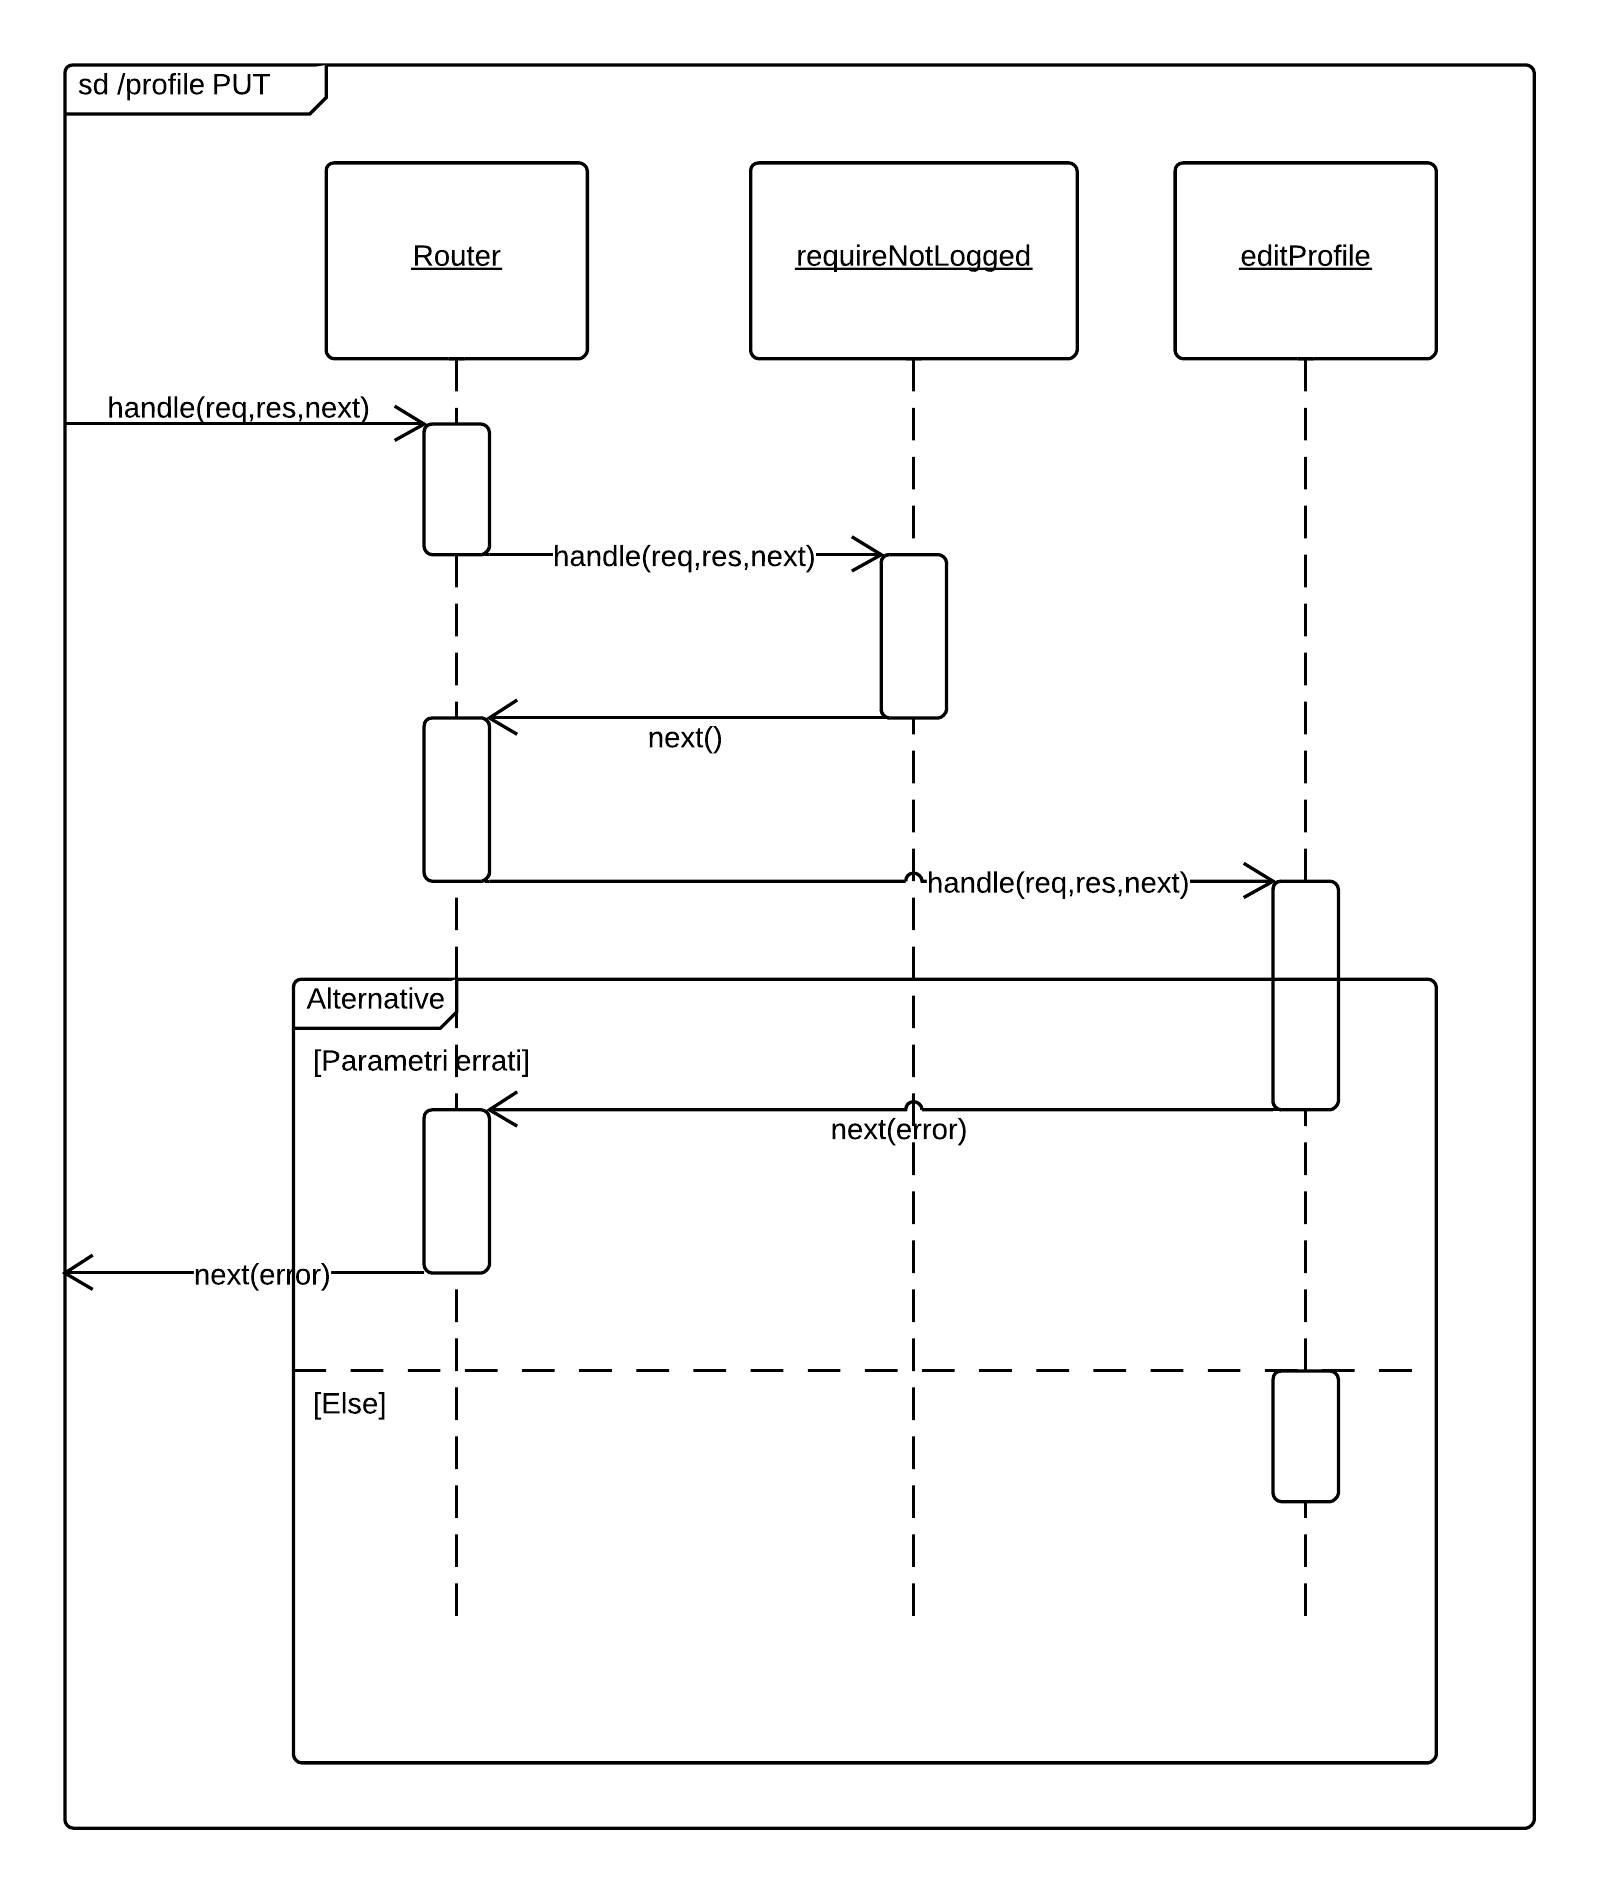 sd /profile PUT
Router
requireNotLogged
editProfile
handle(req,res,next)
handle(req,res,next)
next()
handle(req,res,next)
Alternative
[Parametri errati]
next(error)
next(error)
[Else]